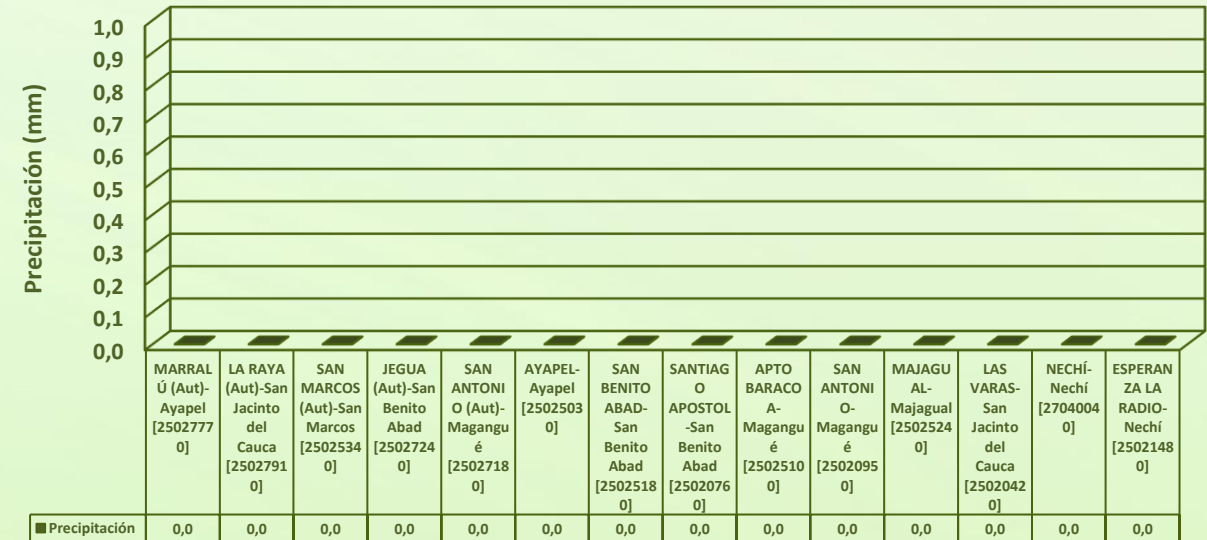 Precipitación (mm)
1,0
0,9
0,8
0,7
0,6
0,5
0,4
0,3
0,2
0,1
0,0
MARRAL
Ú (Aut)-
Ayapel
[2502777
0]
LA RAYA
(Aut)-San
Jacinto
del
Cauca
[2502791
0]
SAN
MARCOS
(Aut)-San
Marcos
[2502534
0]
JEGUA
(Aut)-San
Benito
Abad
[2502724
0]
SAN
ANTONI
O (Aut)-
Magangu
é
[2502718
0]
AYAPEL-
Ayapel
[2502503
0]
SAN
BENITO
ABAD-
San
Benito
Abad
[2502518
0]
SANTIAG
O
APOSTOL
-San
Benito
Abad
[2502076
0]
APTO
BARACO
A-
Magangu
é
[2502510
0]
SAN
ANTONI
O-
Magangu
é
[2502095
0]
MAJAGU
AL-
Majagual
[2502524
0]
LAS
VARAS-
San
Jacinto
del
Cauca
[2502042
0]
NECHÍ-
Nechí
[2704004
0]
ESPERAN
ZA LA
RADIO-
Nechí
[2502148
0]
Precipitación 0,0 0,0 0,0 0,0 0,0 0,0 0,0 0,0 0,0 0,0 0,0 0,0 0,0 0,0